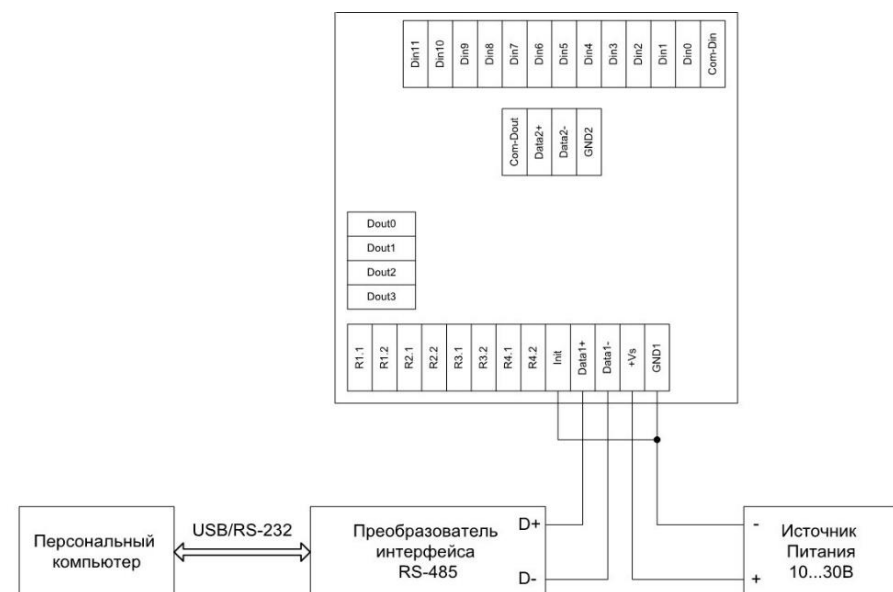 Din11
Din10
Din9
Din8
Din7
Din6
Din5
Din4
Din3
Din2
Din1
Din0
Com-Din
Com-Dout
Data2+
Data2-
GND2
Dout0
Dout1
Dout2
Dout3
R1.1
R1.2
R2.1
R2.2
R3.1
R3.2
R4.1
R4.2
Init
Data1+
Data1-
+Vs
GND1
Персональный
компьютер
USB/RS-232
Преобразователь
интерфейса
RS-485
D+
D-
-
+
Источник
Питания
10...30В